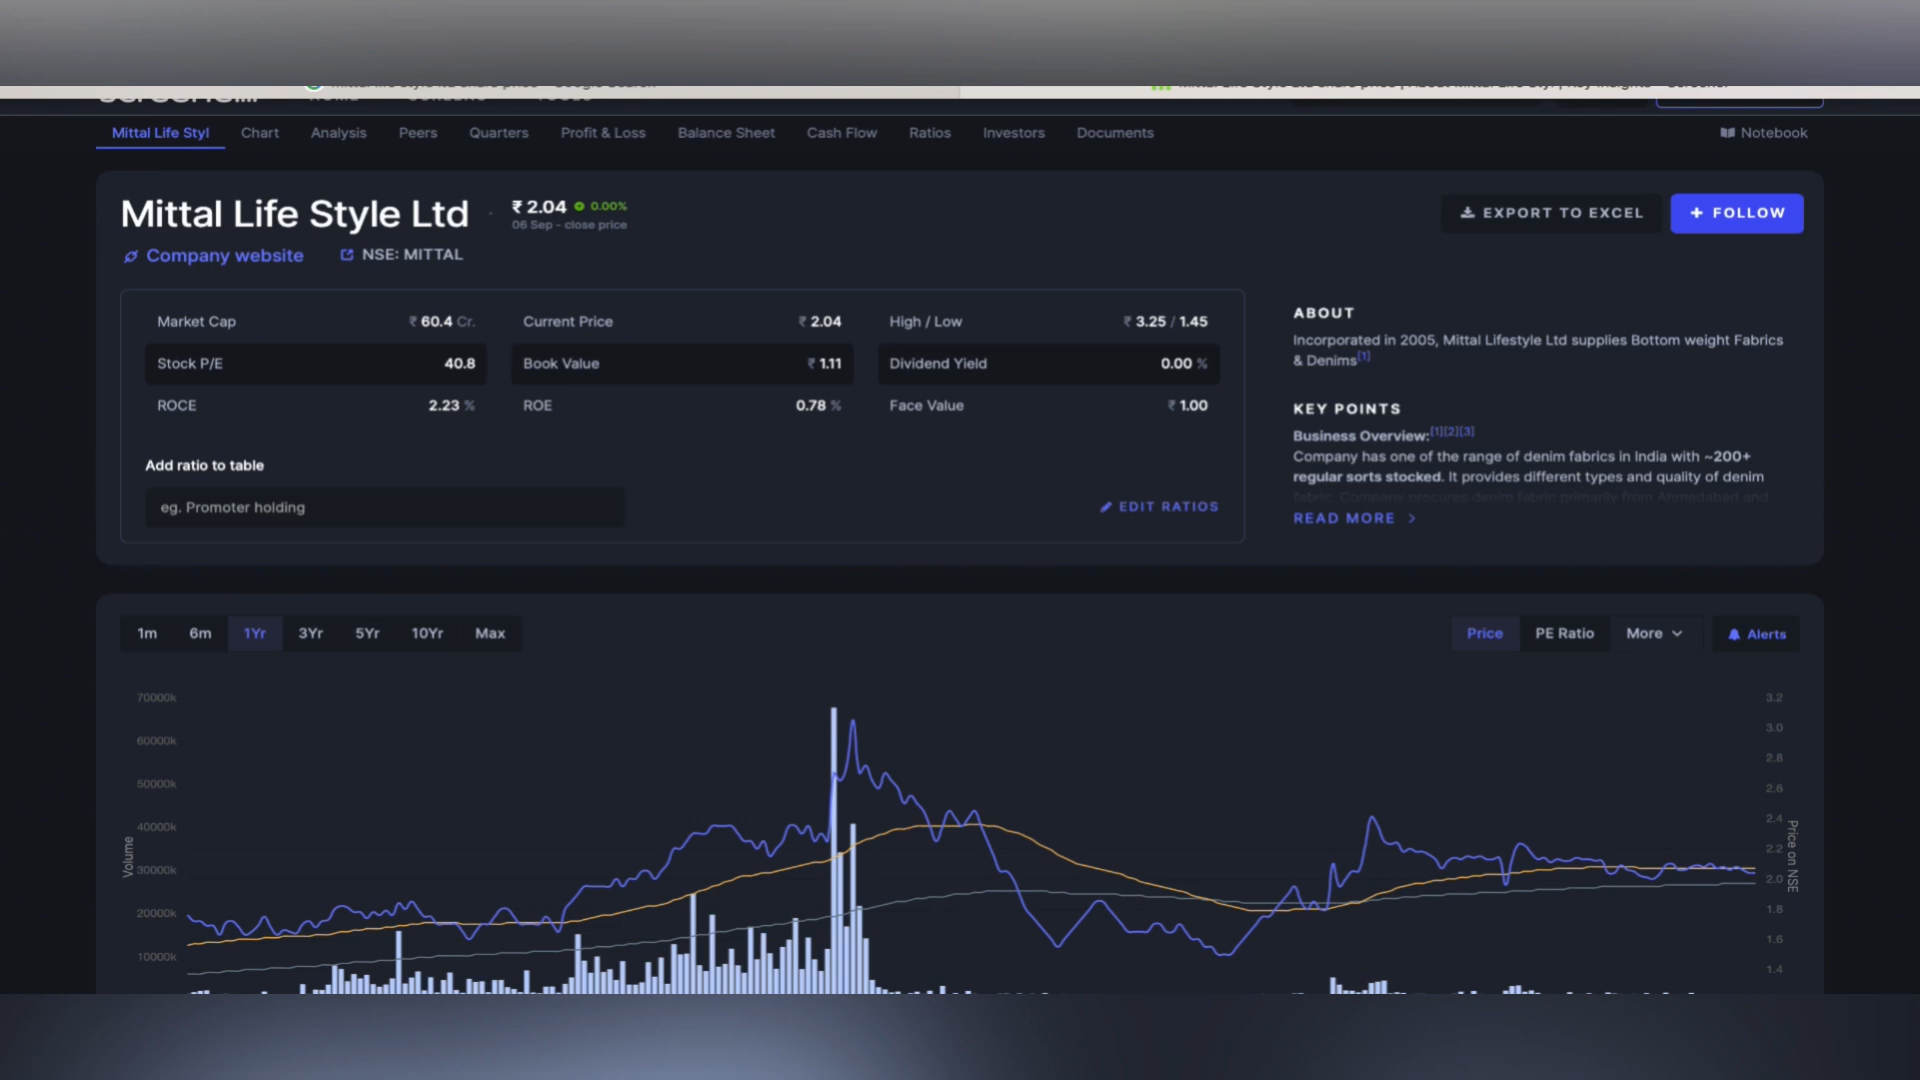 Mittal Life Styl Chart Analysis Peers Quarters Profit & Loss Balance Sheet Cash Flow Ratios Investors Documents Notebook
Mittal Life Style Ltd ₹ 2.04 0.00%
06 Sep - close price
EXPORT TO EXCEL + FOLLOW
Company website NSE: MITTAL
Market Cap ₹ 60.4 Cr. Current Price ₹ 2.04 High / Low ₹ 3.25 / 1.45
Stock P/E 40.8 Book Value ₹ 1.11 Dividend Yield 0.00 %
ROCE 2.23 % ROE 0.78 % Face Value ₹ 1.00
Add ratio to table
eg. Promoter holding
EDIT RATIOS
ABOUT
Incorporated in 2005, Mittal Lifestyle Ltd supplies Bottom weight Fabrics
& Denims[1]
KEY POINTS
Business Overview:[1][2][3]
Company has one of the range of denim fabrics in India with ~200+
regular sorts stocked. It provides different types and quality of denim
fabric. Company procures denim fabric primarily from Ahmedabad and
READ MORE >
1m 6m 1Yr 3Yr 5Yr 10Yr Max
Price PE Ratio More Alerts
70000k 3.2
3.0
60000k
2.8
50000k 2.6
40000k 2.4
2.2
30000k
2.0
20000k 1.8
1.6
10000k
1.4
Volume
Price on NSE